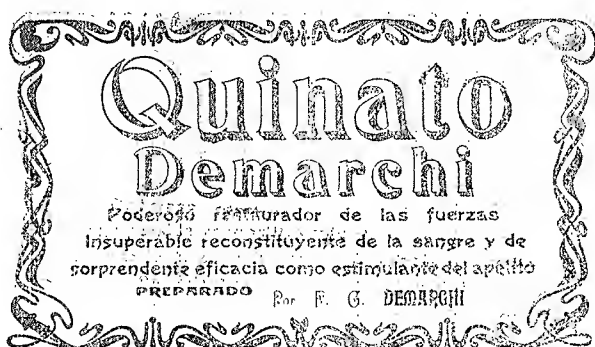 Quinato
Demarchi
Poderoso restaurador de las fuerzas
Insuperable reconstituyente de la sangre y de
sorprendente eficacia como estimulante del apetito
PREPARADO Por F. G. DEMARCHI